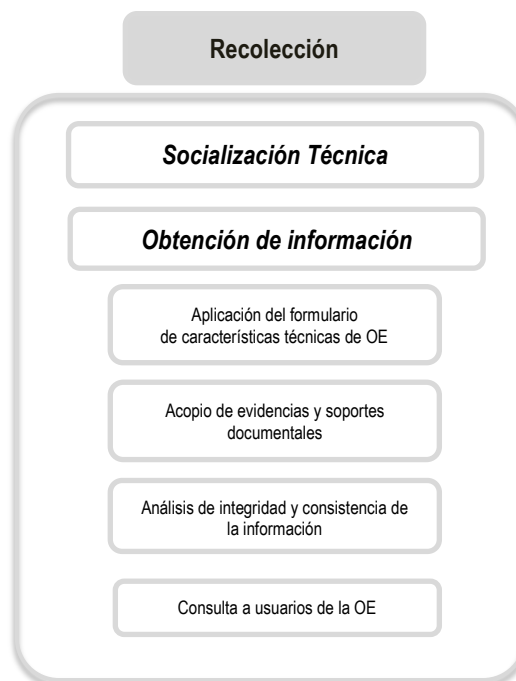 Recolección
Socialización Técnica
Obtención de información
Aplicación del formulario
de características técnicas de OE
Acopio de evidencias y soportes
documentales
Análisis de integridad y consistencia de
la información
Consulta a usuarios de la OE